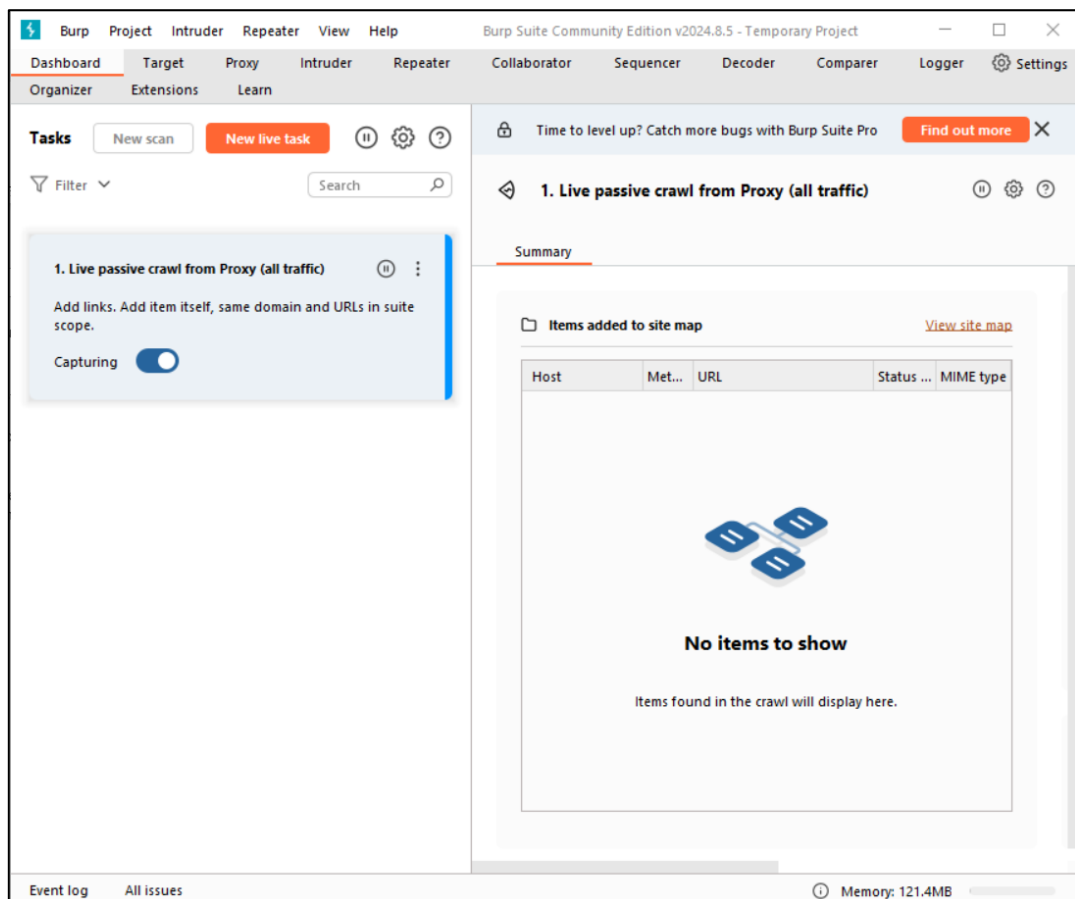 Burp Project Intruder Repeater View Help Burp Suite Community Edition v2024.8.5 - Temporary Project
Dashboard Target Proxy Intruder Repeater Collaborator Sequencer Decoder Comparer Logger Settings
Organizer Extensions Learn
Tasks New scan New live task
Filter Search
1. Live passive crawl from Proxy (all traffic)
Add links. Add item itself, same domain and URLs in suite
scope.
Capturing
Time to level up? Catch more bugs with Burp Suite Pro Find out more
1. Live passive crawl from Proxy (all traffic)
Summary
Items added to site map View site map
Host Met... URL Status ... MIME type
No items to show
Items found in the crawl will display here.
Event log All issues Memory: 121.4MB